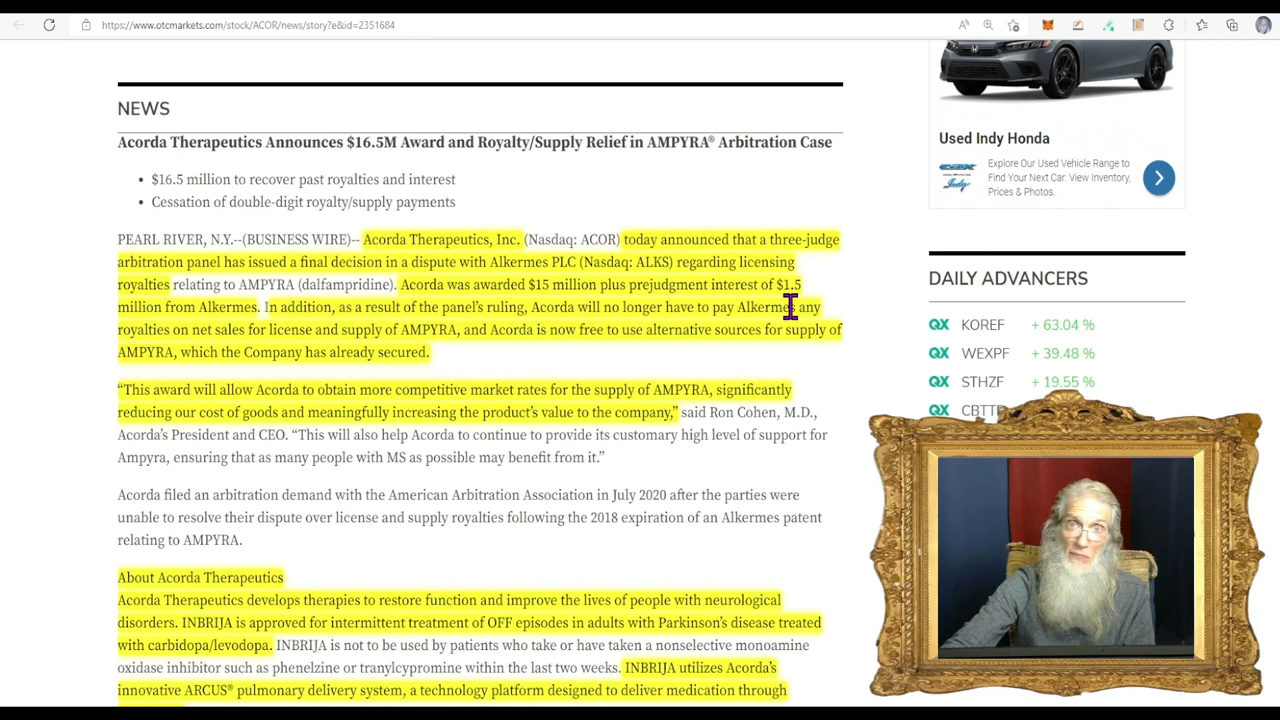 https://www.otcmarkets.com/stock/ACOR/news/story?e&id=2351684
NEWS
Acorda Therapeutics Announces $16.5M Award and Royalty/Supply Relief in AMPYRA® Arbitration Case
• $16.5 million to recover past royalties and interest
• Cessation of double-digit royalty/supply payments
PEARL RIVER, N.Y.--(BUSINESS WIRE)-- Acorda Therapeutics, Inc. (Nasdaq: ACOR) today announced that a three-judge
arbitration panel has issued a final decision in a dispute with Alkermes PLC (Nasdaq: ALKS) regarding licensing
royalties relating to AMPYRA (dalfampridine). Acorda was awarded $15 million plus prejudgment interest of $1.5
million from Alkermes. In addition, as a result of the panel's ruling, Acorda will no longer have to pay Alkermes any
royalties on net sales for license and supply of AMPYRA, and Acorda is now free to use alternative sources for supply of
AMPYRA, which the Company has already secured.
“This award will allow Acorda to obtain more competitive market rates for the supply of AMPYRA, significantly
reducing our cost of goods and meaningfully increasing the product's value to the company,” said Ron Cohen, M.D.,
Acorda's President and CEO. “This will also help Acorda to continue to provide its customary high level of support for
Ampyra, ensuring that as many people with MS as possible may benefit from it.”
Acorda filed an arbitration demand with the American Arbitration Association in July 2020 after the parties were
unable to resolve their dispute over license and supply royalties following the 2018 expiration of an Alkermes patent
relating to AMPYRA.
About Acorda Therapeutics
Acorda Therapeutics develops therapies to restore function and improve the lives of people with neurological
disorders. INBRIJA is approved for intermittent treatment of OFF episodes in adults with Parkinson's disease treated
with carbidopa/levodopa. INBRIJA is not to be used by patients who take or have taken a nonselective monoamine
oxidase inhibitor such as phenelzine or tranylcypromine within the last two weeks. INBRIJA utilizes Acorda's
innovative ARCUS® pulmonary delivery system, a technology platform designed to deliver medication through
Used Indy Honda
Indy
Explore Our Used Vehicle Range to
Find Your Next Car. View Inventory,
Prices & Photos.
DAILY ADVANCERS
QX KOREF + 63.04 %
QX WEXPF + 39.48 %
QX STHZF + 19.55 %
QX CBTT